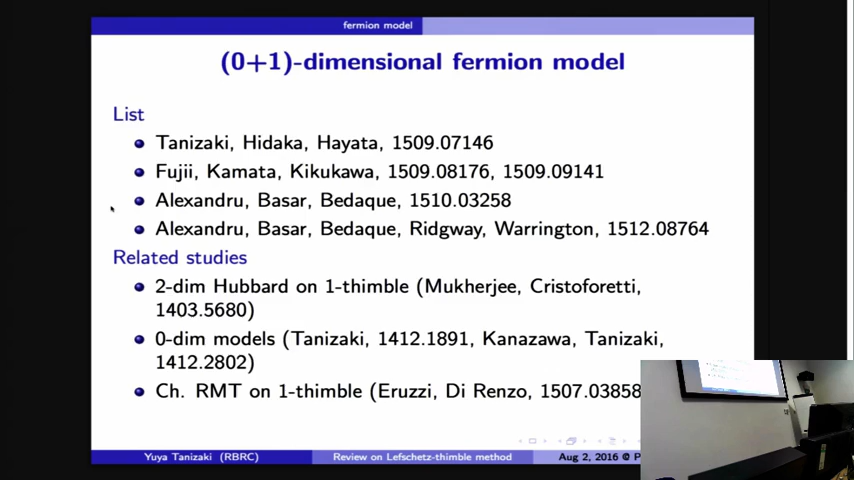 fermion model
(0+1)-dimensional fermion model
List
Tanizaki, Hidaka, Hayata, 1509.07146
Fujii, Kamata, Kikukawa, 1509.08176, 1509.09141
Alexandru, Basar, Bedaque, 1510.03258
Alexandru, Basar, Bedaque, Ridgway, Warrington, 1512.08764
Related studies
2-dim Hubbard on 1-thimble (Mukherjee, Cristoforetti,
1403.5680)
0-dim models (Tanizaki, 1412.1891, Kanazawa, Tanizaki,
1412.2802)
Ch. RMT on 1-thimble (Eruzzi, Di Renzo, 1507.03858
Yuya Tanizaki (RBRC) Review on Lefschetz-thimble method Aug 2, 2016 @